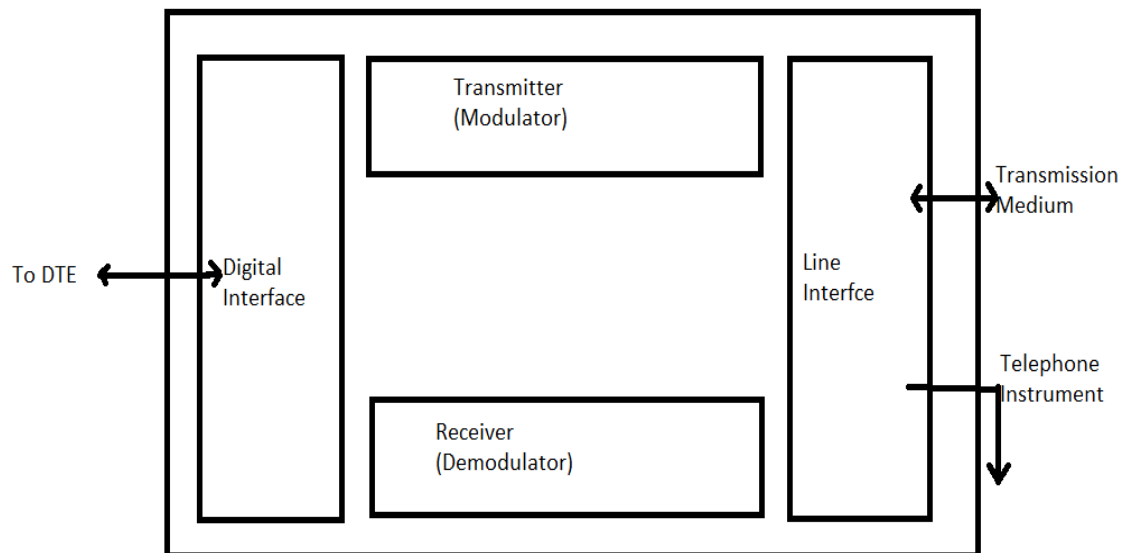 Transmitter
(Modulator)
Transmission
Medium
To DTE
Digital
Interface
Line
Interfce
Telephone
Instrument
Receiver
(Demodulator)